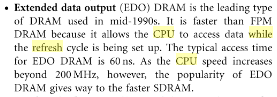 • Extended data output (EDO) DRAM is the leading type
of DRAM used in mid-1990s. It is faster than FPM
DRAM because it allows the CPU to access data while
the refresh cycle is being set up. The typical access time
for EDO DRAM is 60 ns. As the CPU speed increases
beyond 200 MHz, however, the popularity of EDO
DRAM gives way to the faster SDRAM.